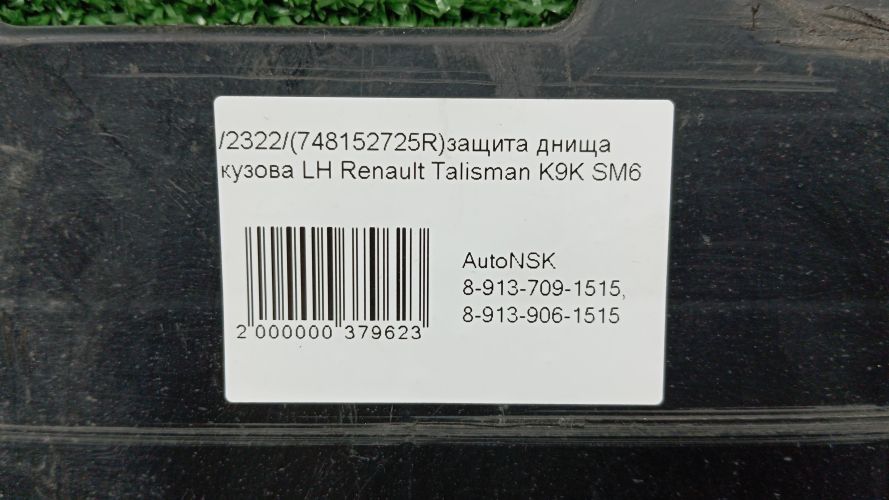 /2322/(748152725R)защита днища
кузова LH Renault Talisman K9K SM6
AutoNSK
8-913-709-1515,
8-913-906-1515
2 000000 379623